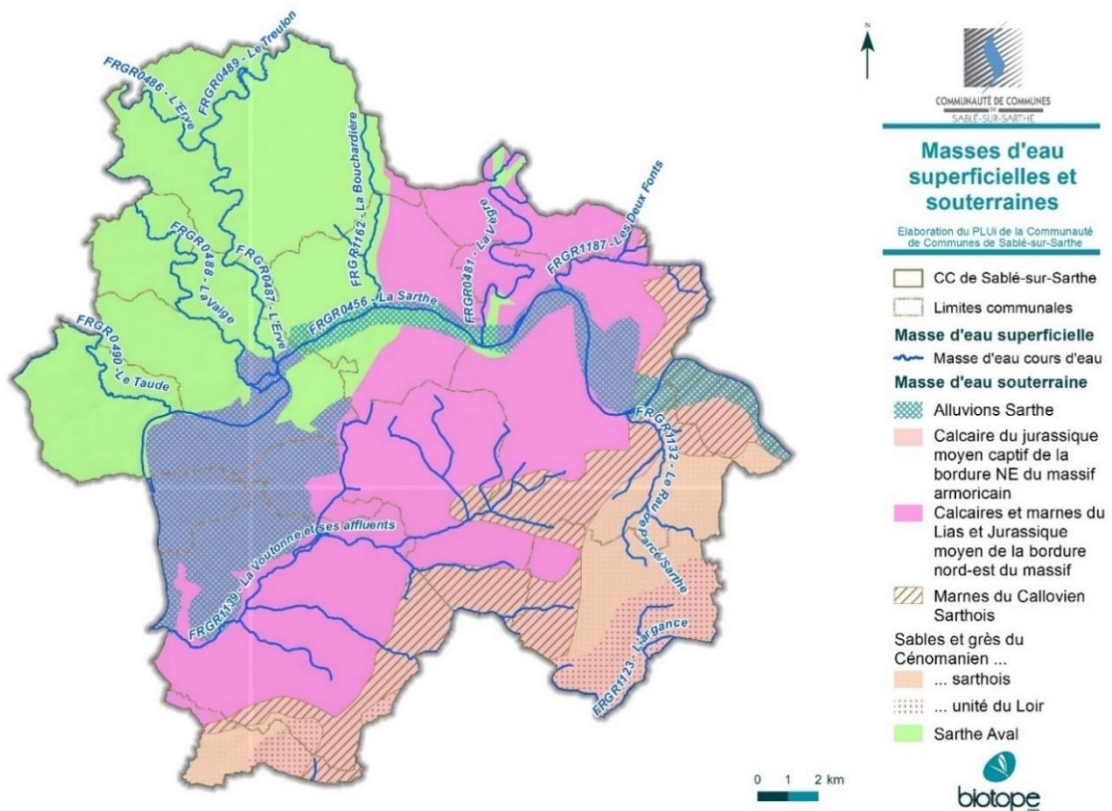 N
COMMUNAUTÉ DE COMMUNES
DE
SABLÉ-SUR-SARTHE
Masses d'eau
superficielles et
souterraines
Elaboration du PLUi de la Communauté
de Communes de Sablé-sur-Sarthe
CC de Sablé-sur-Sarthe
Limites communales
Masse d'eau superficielle
Masse d'eau cours d'eau
Masse d'eau souterraine
Alluvions Sarthe
Calcaire du jurassique
moyen captif de la
bordure NE du massif
armoricain
Calcaires et marnes du
Lias et Jurassique
moyen de la bordure
nord-est du massif
Marnes du Callovien
Sarthois
Sables et grès du
Cénomanien ...
... sarthois
... unité du Loir
Sarthe Aval
biotope
0 1 2 km
FRGR0486 - L'Erve
FRGR0489 - Le Treulon
FRGR1162 - La Bouchardière
FRGR0481 - La Vegre
FRGR1187 - Les Deux Fonts
FRGR0488 - La Vaige
FRGR0487 - L'Erve
FRGR0456 - La Sarthe
FRGR0490 - Le Taude
FRGR1132 - Le Rau de Parcé/Sarthe
FRGR1139 - La Voutonne et ses affluents
FRGR1123 - L'argance